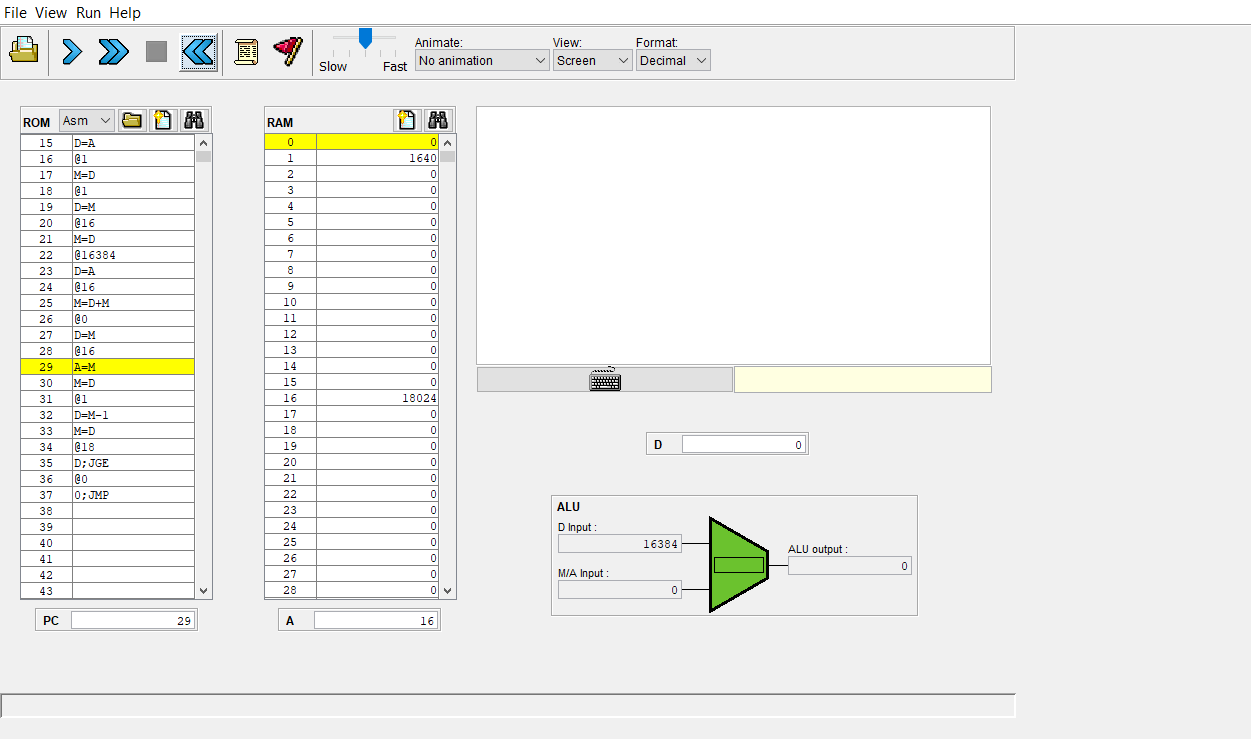 File View Run Help
Slow Fast
Animate: View: Format:
No animation Screen Decimal
ROM Asm
15 D=A
16 @1
17 M=D
18 @1
19 D=M
20 @16
21 M=D
22 @16384
23 D=A
24 @16
25 M=D+M
26 @0
27 D=M
28 @16
29 A=M
30 M=D
31 @1
32 D=M-1
33 M=D
34 @18
35 D;JGE
36 @0
37 0;JMP
38
39
40
41
42
43
PC 29
RAM
0 0
1 1640
2 0
3 0
4 0
5 0
6 0
7 0
8 0
9 0
10 0
11 0
12 0
13 0
14 0
15 0
16 18024
17 0
18 0
19 0
20 0
21 0
22 0
23 0
24 0
25 0
26 0
27 0
28 0
A 16
D 0
ALU
D Input :
16384
M/A Input :
0
ALU output :
0